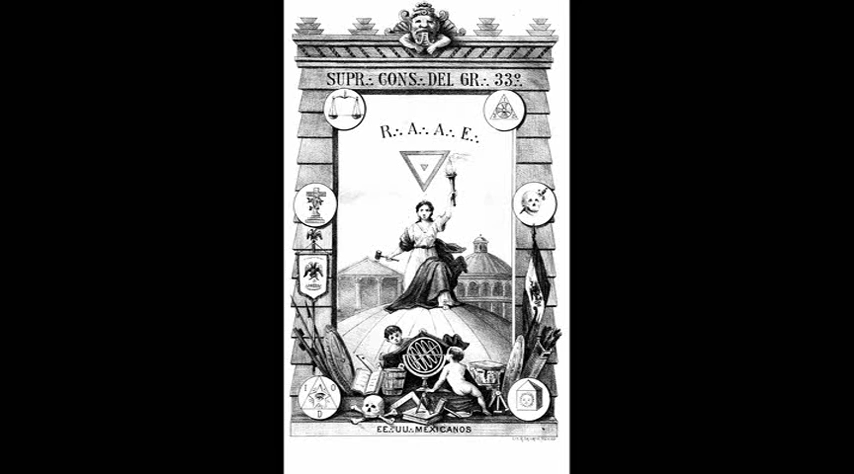 SUPR∴ CONS∴ DEL GR∴ 33º∴
R∴ A∴ A∴ E∴
I O
D
EE∴UU∴MEXICANOS